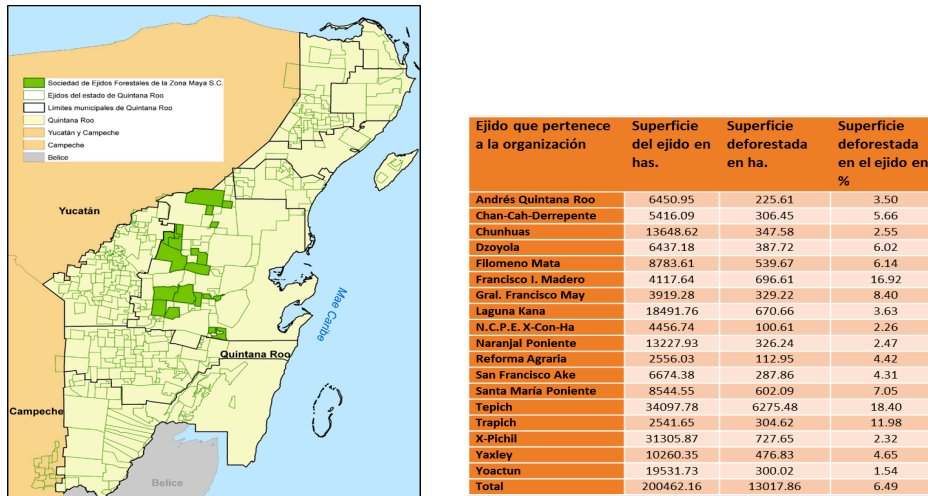 Sociedad de Ejidos Forestales de la Zona Maya S.C.
Ejidos del estado de Quintana Roo
Límites municipales de Quintana Roo
Quintana Roo
Yucatán y Campeche
Campeche
Belice
Yucatán
Mae Caribe
Quintana Roo
Campeche
Belice
Ejido que pertenece a la organización Superficie del ejido en has. Superficie deforestada en ha. Superficie deforestada en el ejido en %
Andrés Quintana Roo 6450.95 225.61 3.50
Chan-Cah-Derrepente 5416.09 306.45 5.66
Chunhuas 13648.62 347.58 2.55
Dzoyola 6437.18 387.72 6.02
Filomeno Mata 8783.61 539.67 6.14
Francisco I. Madero 4117.64 696.61 16.92
Gral. Francisco May 3919.28 329.22 8.40
Laguna Kana 18491.76 670.66 3.63
N.C.P.E. X-Con-Ha 4456.74 100.61 2.26
Naranjal Poniente 13227.93 326.24 2.47
Reforma Agraria 2556.03 112.95 4.42
San Francisco Ake 6674.38 287.86 4.31
Santa María Poniente 8544.55 602.09 7.05
Tepich 34097.78 6275.48 18.40
Trapich 2541.65 304.62 11.98
X-Pichil 31305.87 727.65 2.32
Yaxley 10260.35 476.83 4.65
Yoactun 19531.73 300.02 1.54
Total 200462.16 13017.86 6.49